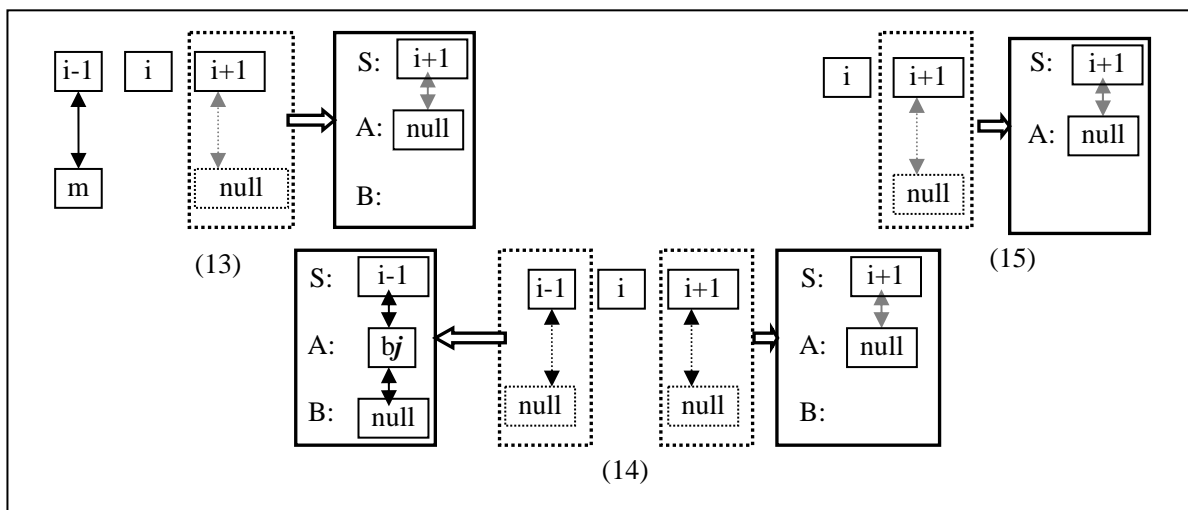 i-1 i i+1 S: i+1
A: null
m null B:
(13)
i i+1 S: i+1
A: null
null
(15)
S: i-1 i-1 i i+1 S: i+1
A: bj A: null
B: null null null B:
(14)